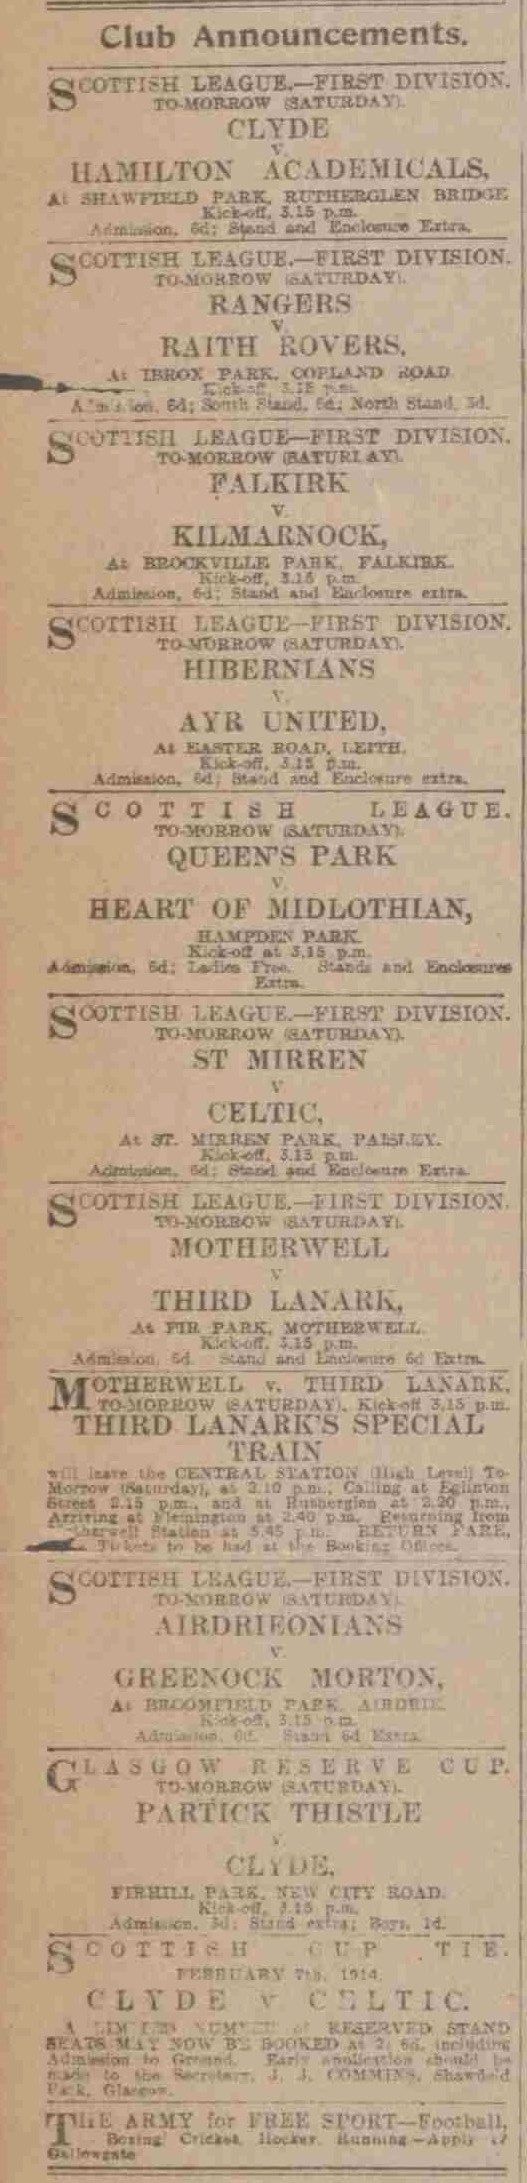 Club Announcements.
SCOTTISH LEAGUE.—FIRST DIVISION.
TO-MORROW (SATURDAY).
CLYDE
v.
HAMILTON ACADEMICALS,
At SHAWFIELD PARK, RUTHERGLEN BRIDGE
Kick-off, 3.15 p.m.
Admission, 6d; Stand and Enclosure Extra.
SCOTTISH LEAGUE.—FIRST DIVISION.
TO-MORROW (SATURDAY).
RANGERS
v.
RAITH ROVERS,
At IBROX PARK, COPLAND ROAD
Kick-off, 3.15 p.m.
Admission, 6d; South Stand, 6d; North Stand, 3d.
SCOTTISH LEAGUE—FIRST DIVISION.
TO-MORROW (SATURDAY).
FALKIRK
v.
KILMARNOCK,
At BROCKVILLE PARK, FALKIRK.
Kick-off, 3.15 p.m.
Admission, 6d; Stand and Enclosure extra.
SCOTTISH LEAGUE—FIRST DIVISION.
TO-MORROW (SATURDAY).
HIBERNIANS
v.
AYR UNITED,
At EASTER ROAD, LEITH.
Kick-off, 3.15 p.m.
Admission, 6d; Stand and Enclosure extra.
SCOTTISH LEAGUE.
TO-MORROW (SATURDAY).
QUEEN'S PARK
v.
HEART OF MIDLOTHIAN,
HAMPDEN PARK.
Kick-off at 3.15 p.m.
Admission, 6d; Ladies Free. Stands and Enclosures
Extra.
SCOTTISH LEAGUE.—FIRST DIVISION.
TO-MORROW (SATURDAY).
ST MIRREN
v
CELTIC,
At ST. MIRREN PARK, PAISLEY.
Kick-off, 3.15 p.m.
Admission, 6d; Stand and Enclosure Extra.
SCOTTISH LEAGUE.—FIRST DIVISION.
TO-MORROW (SATURDAY).
MOTHERWELL
v
THIRD LANARK,
At FIR PARK, MOTHERWELL.
Kick-off, 3.15 p.m.
Admission, 6d. Stand and Enclosure 6d Extra.
MOTHERWELL v. THIRD LANARK.
TO-MORROW (SATURDAY). Kick-off 3.15 p.m.
THIRD LANARK'S SPECIAL
TRAIN
will leave the CENTRAL STATION (High Level) To-
Morrow (Saturday), at 2.10 p.m., Calling at Eglinton
Street 2.15 p.m., and at Rutherglen at 2.20 p.m.,
Arriving at Flemington at 2.40 p.m. Returning from
Motherwell Station at 5.45 p.m. RETURN FARE,
Tickets to be had at the Booking Offices.
SCOTTISH LEAGUE.—FIRST DIVISION.
TO-MORROW (SATURDAY).
AIRDRIEONIANS
v.
GREENOCK MORTON,
At BROOMFIELD PARK, AIRDRIE.
Kick-off, 3.15 p.m.
Admission, 6d. Stand 6d Extra.
GLASGOW RESERVE CUP.
TO-MORROW (SATURDAY).
PARTICK THISTLE
v
CLYDE,
FIRHILL PARK, NEW CITY ROAD.
Kick-off, 3.15 p.m.
Admission, 3d; Stand extra; Boys, 1d.
SCOTTISH CUP TIE.
FEBRUARY 7th, 1914.
CLYDE v CELTIC.
A LIMITED NUMBER of RESERVED STAND
SEATS MAY NOW BE BOOKED at 2/6d, including
Admission to Ground. Early application should be
made to the Secretary, J. J. COMMINS, Shawfield
Park, Glasgow.
THE ARMY for FREE SPORT—Football,
Boxing, Cricket, Hockey, Running—Apply
Gallowgate